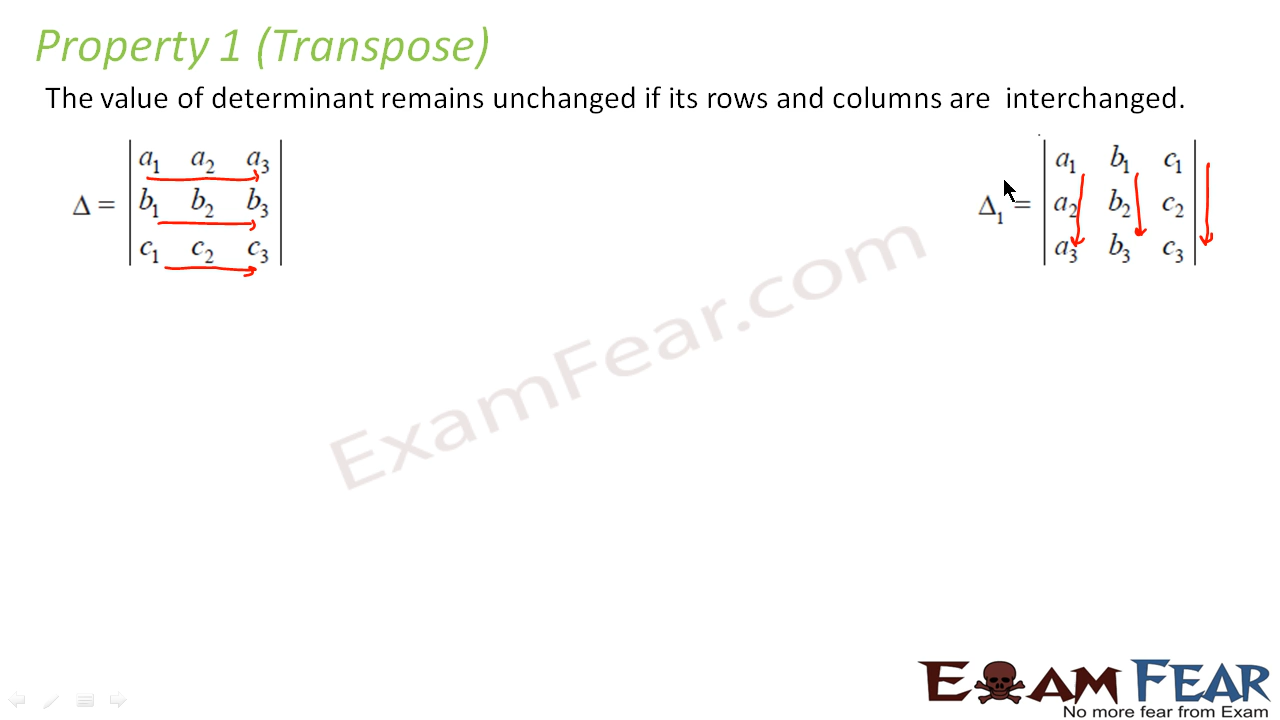 Property 1 (Transpose)
The value of determinant remains unchanged if its rows and columns are interchanged.
Δ = | a₁ a₂ a₃ |
| b₁ b₂ b₃ |
| c₁ c₂ c₃ |
Δ₁ = | a₁ b₁ c₁ |
| a₂ b₂ c₂ |
| a₃ b₃ c₃ |
ExamFear.com
EXAM FEAR
No more fear from Exam